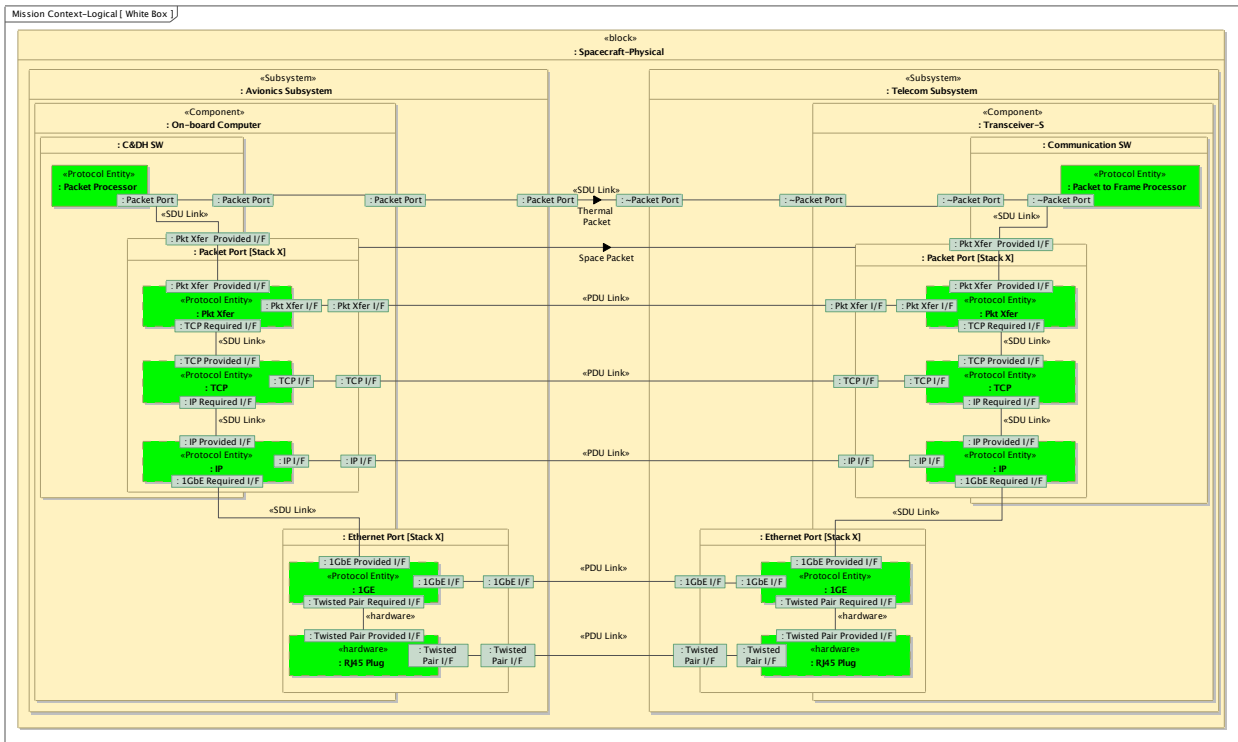 Mission Context-Logical [ White Box ]
«block»
: Spacecraft-Physical
«Subsystem»
: Avionics Subsystem
«Subsystem»
: Telecom Subsystem
«Component»
: On-board Computer
«Component»
: Transceiver-S
: C&DH SW
: Communication SW
«Protocol Entity»
: Packet Processor
«Protocol Entity»
: Packet to Frame Processor
: Packet Port
: Packet Port
: Packet Port
: Packet Port
«SDU Link»
Thermal
Packet
: ~Packet Port
: ~Packet Port
: ~Packet Port
: ~Packet Port
«SDU Link»
«SDU Link»
: Pkt Xfer Provided I/F
: Pkt Xfer Provided I/F
: Packet Port [Stack X]
Space Packet
: Packet Port [Stack X]
: Pkt Xfer Provided I/F
«Protocol Entity»
: Pkt Xfer
: Pkt Xfer I/F
: Pkt Xfer I/F
«PDU Link»
: Pkt Xfer I/F
: Pkt Xfer I/F
: Pkt Xfer Provided I/F
«Protocol Entity»
: Pkt Xfer
: TCP Required I/F
: TCP Required I/F
«SDU Link»
«SDU Link»
: TCP Provided I/F
«Protocol Entity»
: TCP
: TCP I/F
: TCP I/F
«PDU Link»
: TCP I/F
: TCP I/F
: TCP Provided I/F
«Protocol Entity»
: TCP
: IP Required I/F
: IP Required I/F
«SDU Link»
«SDU Link»
: IP Provided I/F
«Protocol Entity»
: IP
: IP I/F
: IP I/F
«PDU Link»
: IP I/F
: IP I/F
: IP Provided I/F
«Protocol Entity»
: IP
: 1GbE Required I/F
: 1GbE Required I/F
«SDU Link»
«SDU Link»
: Ethernet Port [Stack X]
: Ethernet Port [Stack X]
: 1GbE Provided I/F
«Protocol Entity»
: 1GE
: 1GbE I/F
: 1GbE I/F
«PDU Link»
: 1GbE I/F
: 1GbE I/F
: 1GbE Provided I/F
«Protocol Entity»
: 1GE
: Twisted Pair Required I/F
: Twisted Pair Required I/F
«hardware»
«hardware»
: Twisted Pair Provided I/F
«hardware»
: RJ45 Plug
: Twisted
Pair I/F
: Twisted
Pair I/F
«PDU Link»
: Twisted
Pair I/F
: Twisted
Pair I/F
: Twisted Pair Provided I/F
«hardware»
: RJ45 Plug